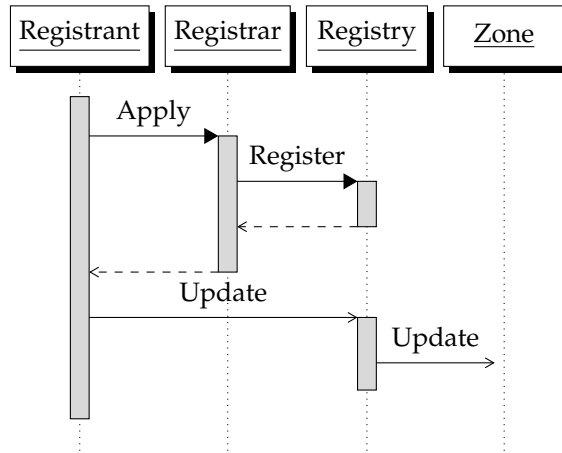 Registrant Registrar Registry Zone
Apply
Register
Update
Update